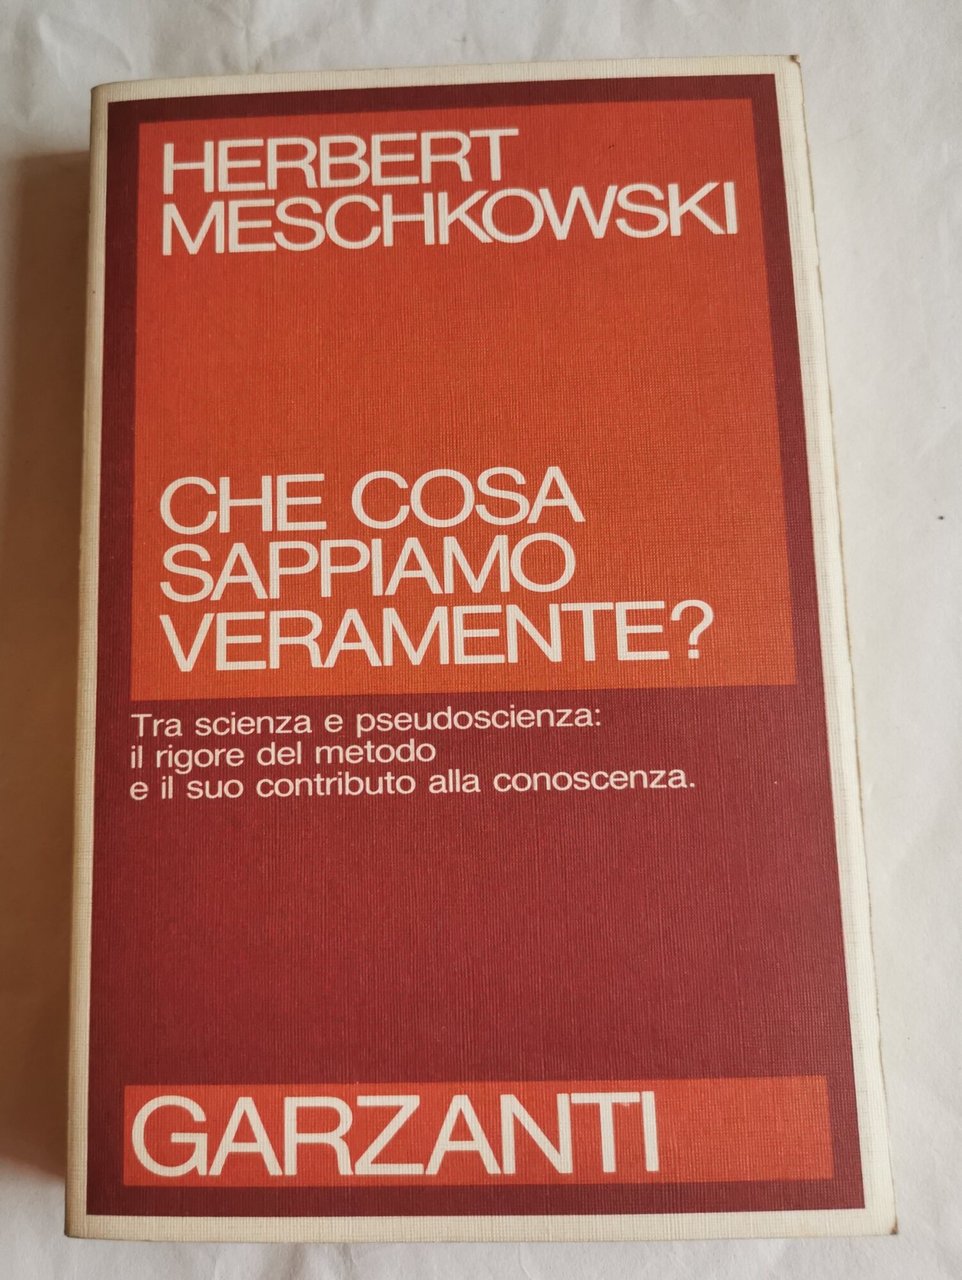 HERBERT
MESCHKOWSKI
CHE COSA
SAPPIAMO
VERAMENTE?
Tra scienza e pseudoscienza:
il rigore del metodo
e il suo contributo alla conoscenza.
GARZANTI